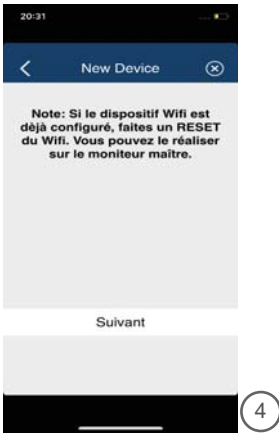 20:31
New Device
Note: Si le dispositif Wifi est
dèjà configuré, faites un RESET
du Wifi. Vous pouvez le réaliser
sur le moniteur maître.
Suivant
4